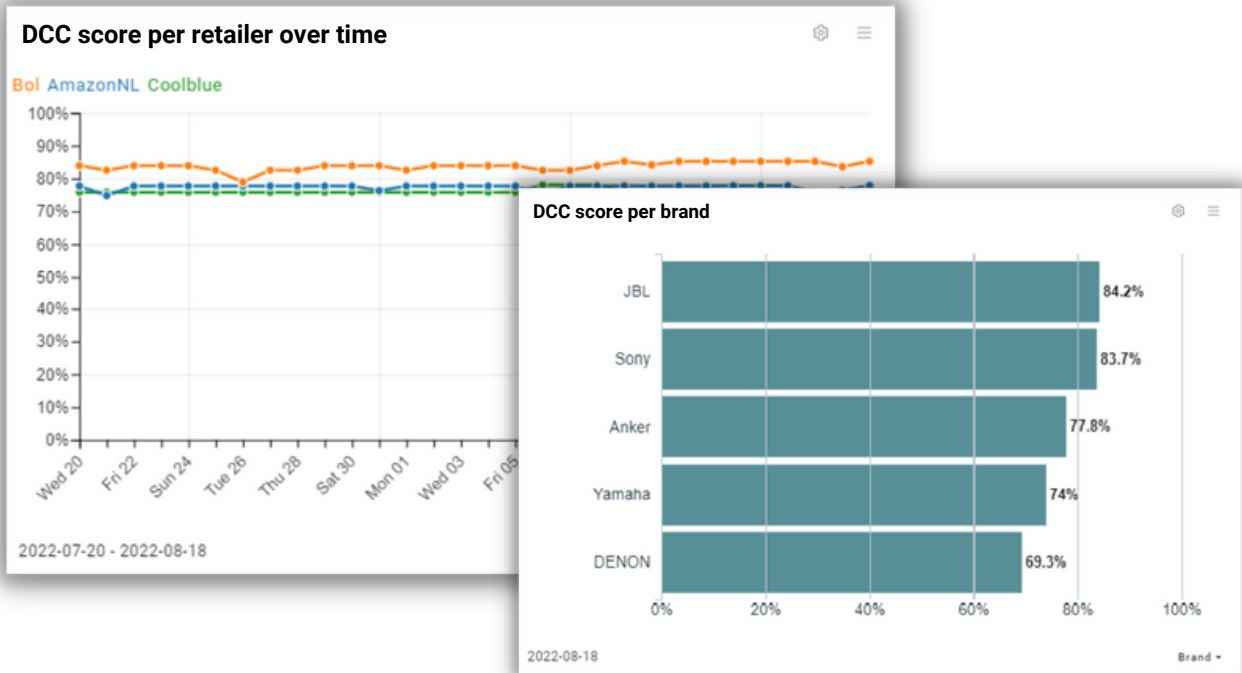 DCC score per retailer over time
Bol AmazonNL Coolblue
100%
90%
80%
70%
60%
50%
40%
30%
20%
10%
0%
Wed 20
Fri 22
Sun 24
Tue 26
Thu 28
Sat 30
Mon 01
Wed 03
Fri 05
2022-07-20 - 2022-08-18
DCC score per brand
JBL 84.2%
Sony 83.7%
Anker 77.8%
Yamaha 74%
DENON 69.3%
0% 20% 40% 60% 80% 100%
2022-08-18 Brand